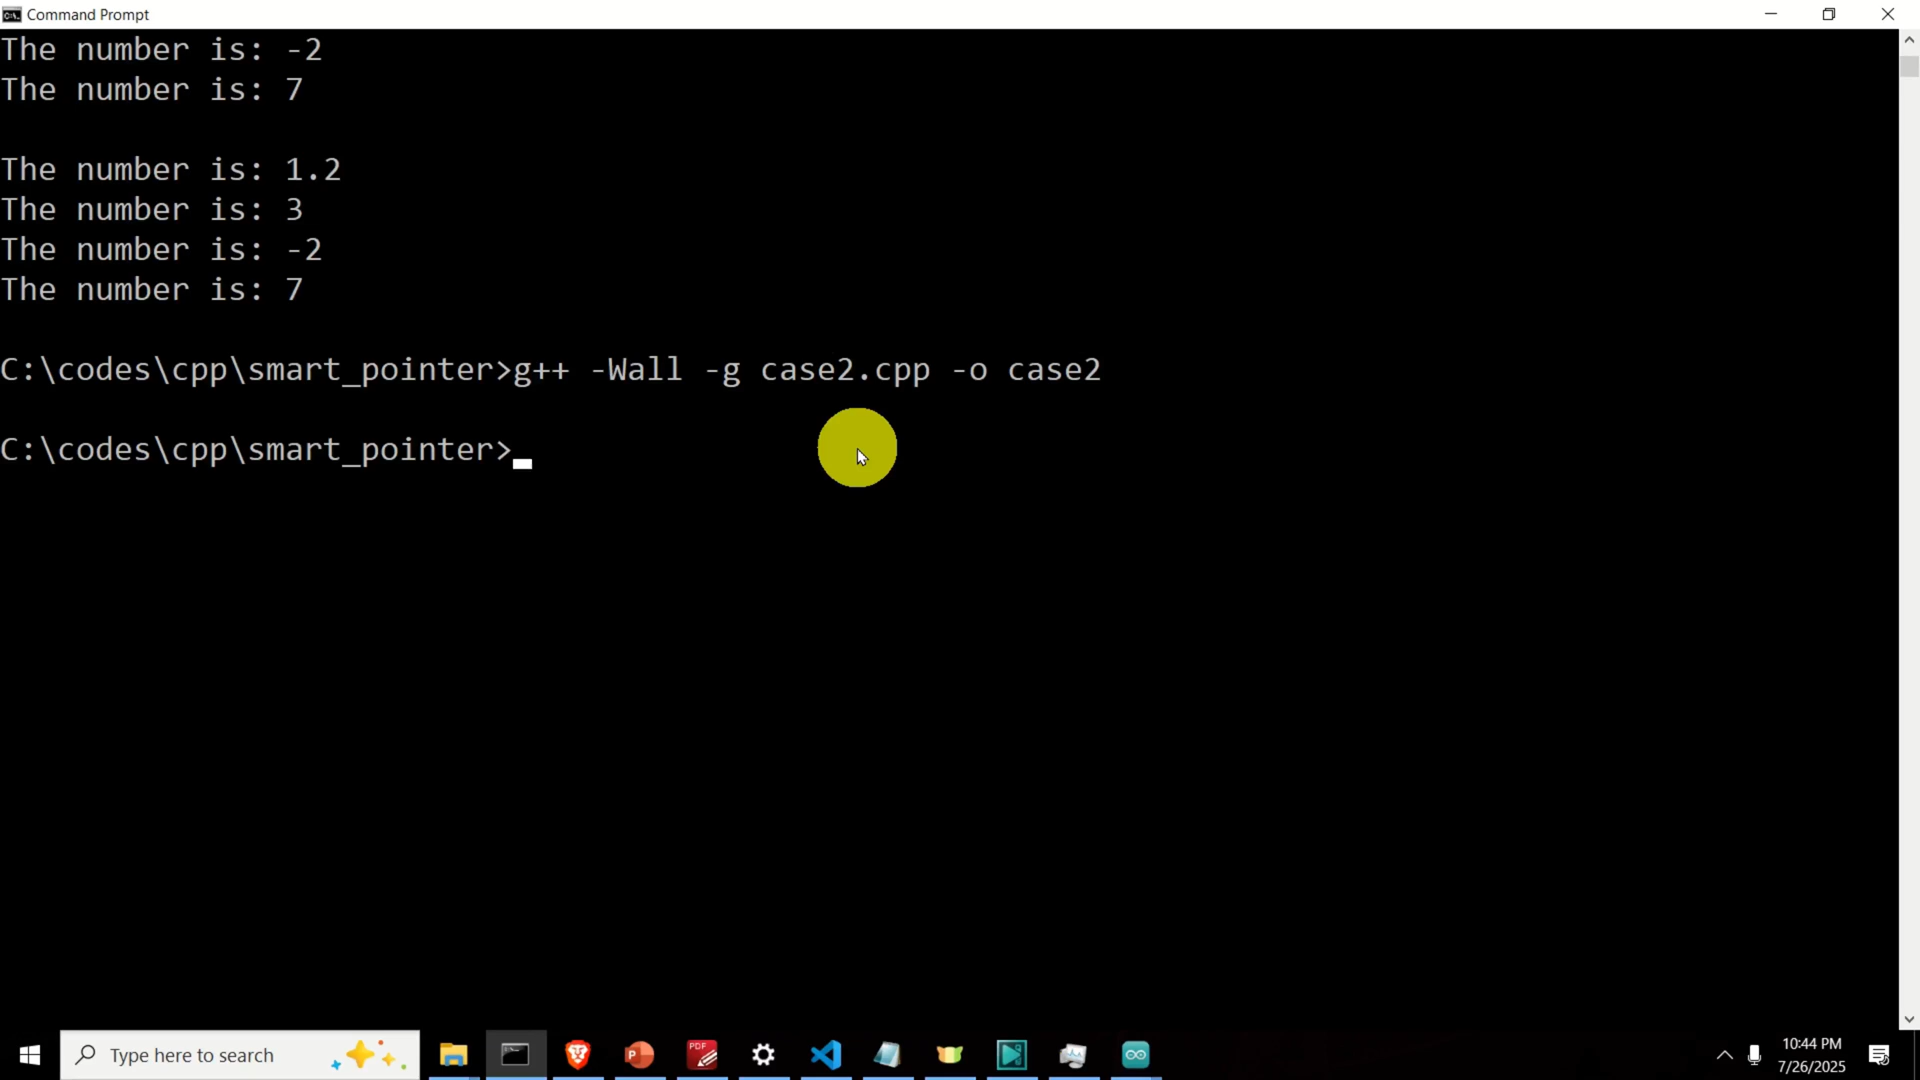 Command Prompt
The number is: -2
The number is: 7
The number is: 1.2
The number is: 3
The number is: -2
The number is: 7
C:\codes\cpp\smart_pointer>g++ -Wall -g case2.cpp -o case2
C:\codes\cpp\smart_pointer>
Type here to search
P
PDF
10:44 PM
7/26/2025